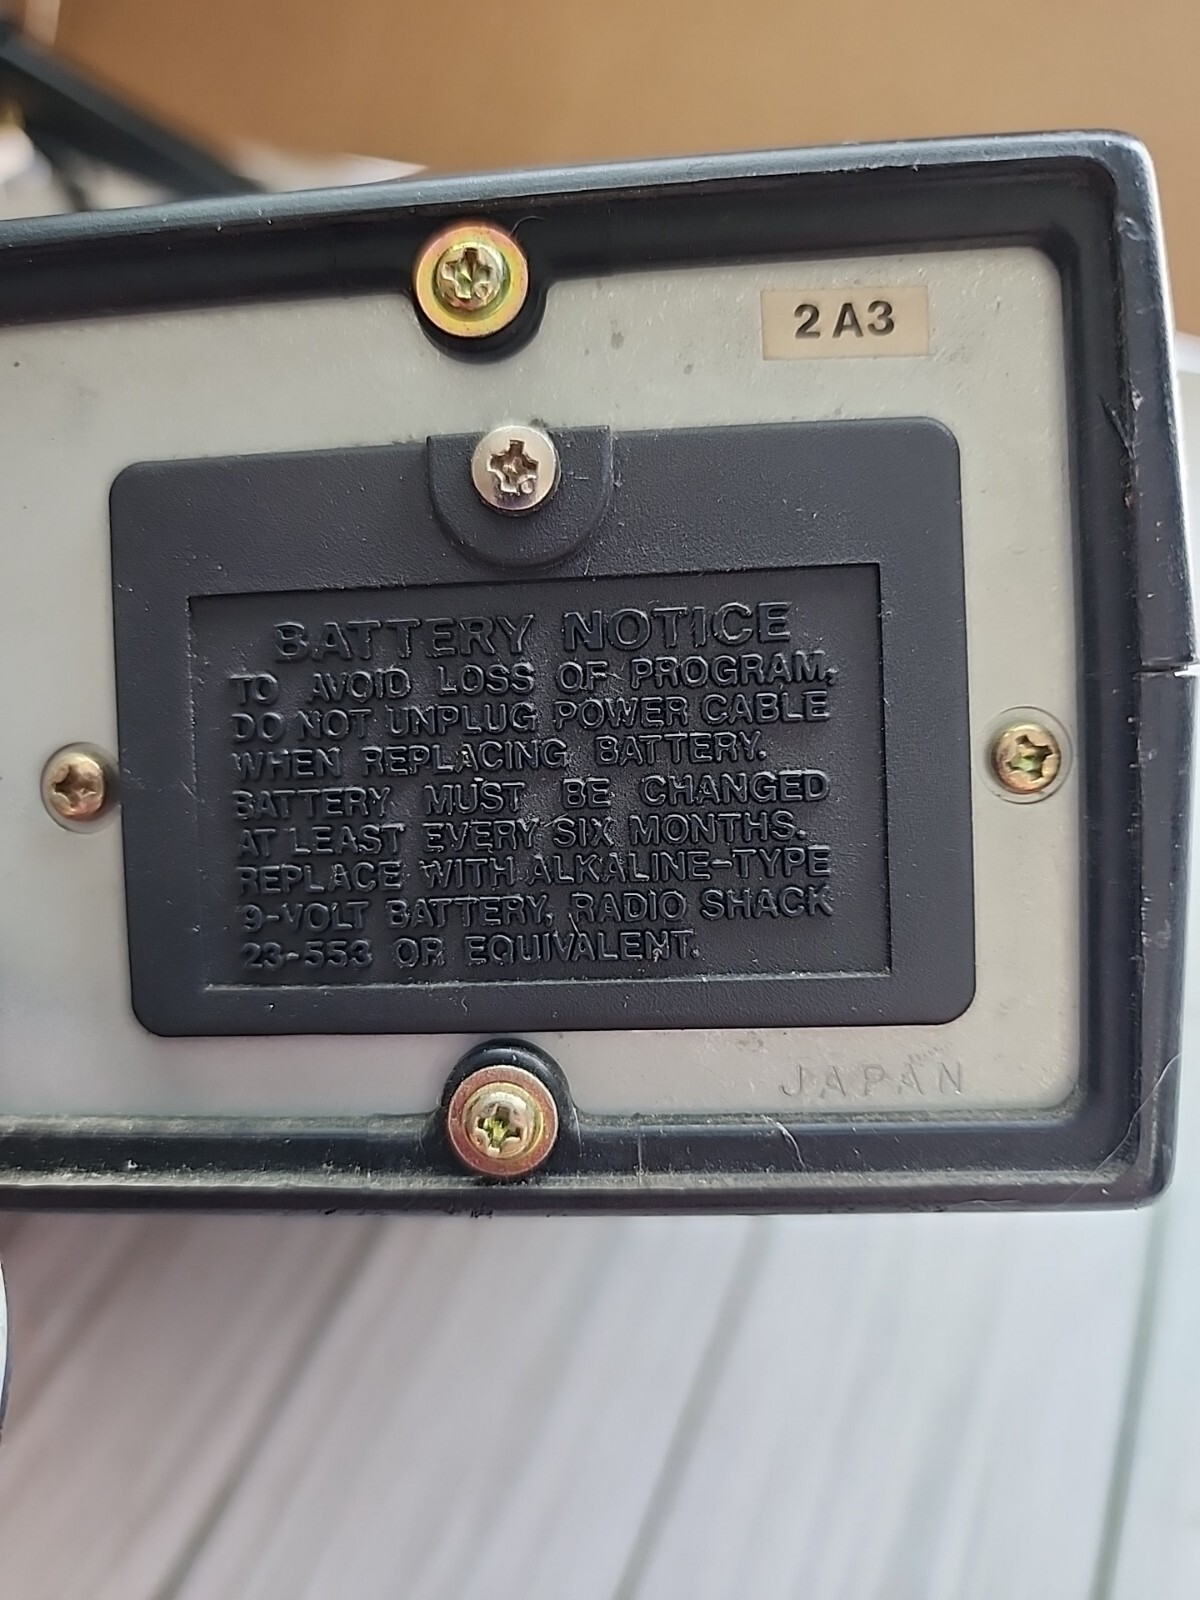 2A3
BATTERY NOTICE
TO AVOID LOSS OF PROGRAM,
DO NOT UNPLUG POWER CABLE
WHEN REPLACING BATTERY.
BATTERY MUST BE CHANGED
AT LEAST EVERY SIX MONTHS.
REPLACE WITH ALKALINE-TYPE
9-VOLT BATTERY, RADIO SHACK
23-553 OR EQUIVALENT.
JAPAN